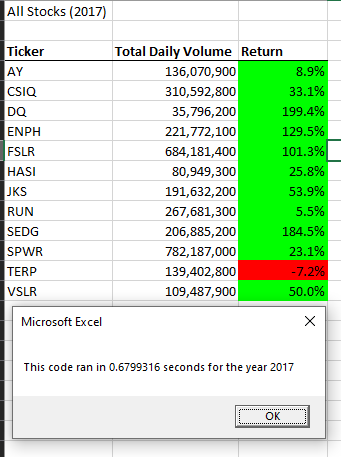 All Stocks (2017)
Ticker Total Daily Volume Return
AY 136,070,900 8.9%
CSIQ 310,592,800 33.1%
DQ 35,796,200 199.4%
ENPH 221,772,100 129.5%
FSLR 684,181,400 101.3%
HASI 80,949,300 25.8%
JKS 191,632,200 53.9%
RUN 267,681,300 5.5%
SEDG 206,885,200 184.5%
SPWR 782,187,000 23.1%
TERP 139,402,800 -7.2%
VSLR 109,487,900 50.0%
Microsoft Excel
This code ran in 0.6799316 seconds for the year 2017
OK